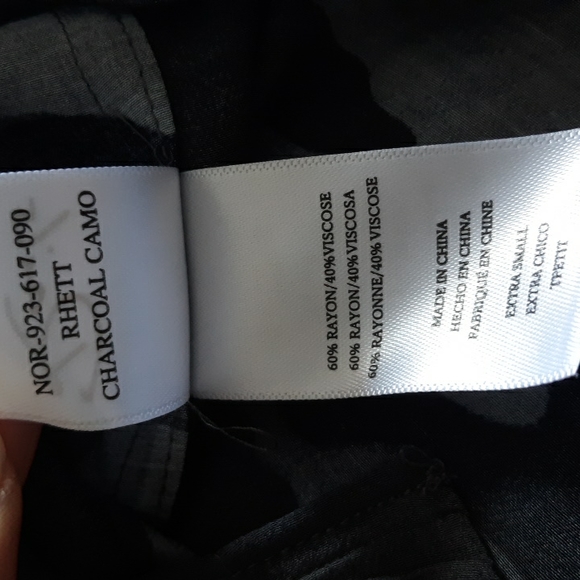 NOR-923-617-090
RHETT
CHARCOAL CAMO
60% RAYON/40%VISCOSE
60% RAYON/40% VISCOSA
60% RAYONNE/40% VISCOSE
MADE IN CHINA
HECHO EN CHINA
FABRIQUÉ EN CHINE
EXTRA SMALL
EXTRA CHICO
TPETIT